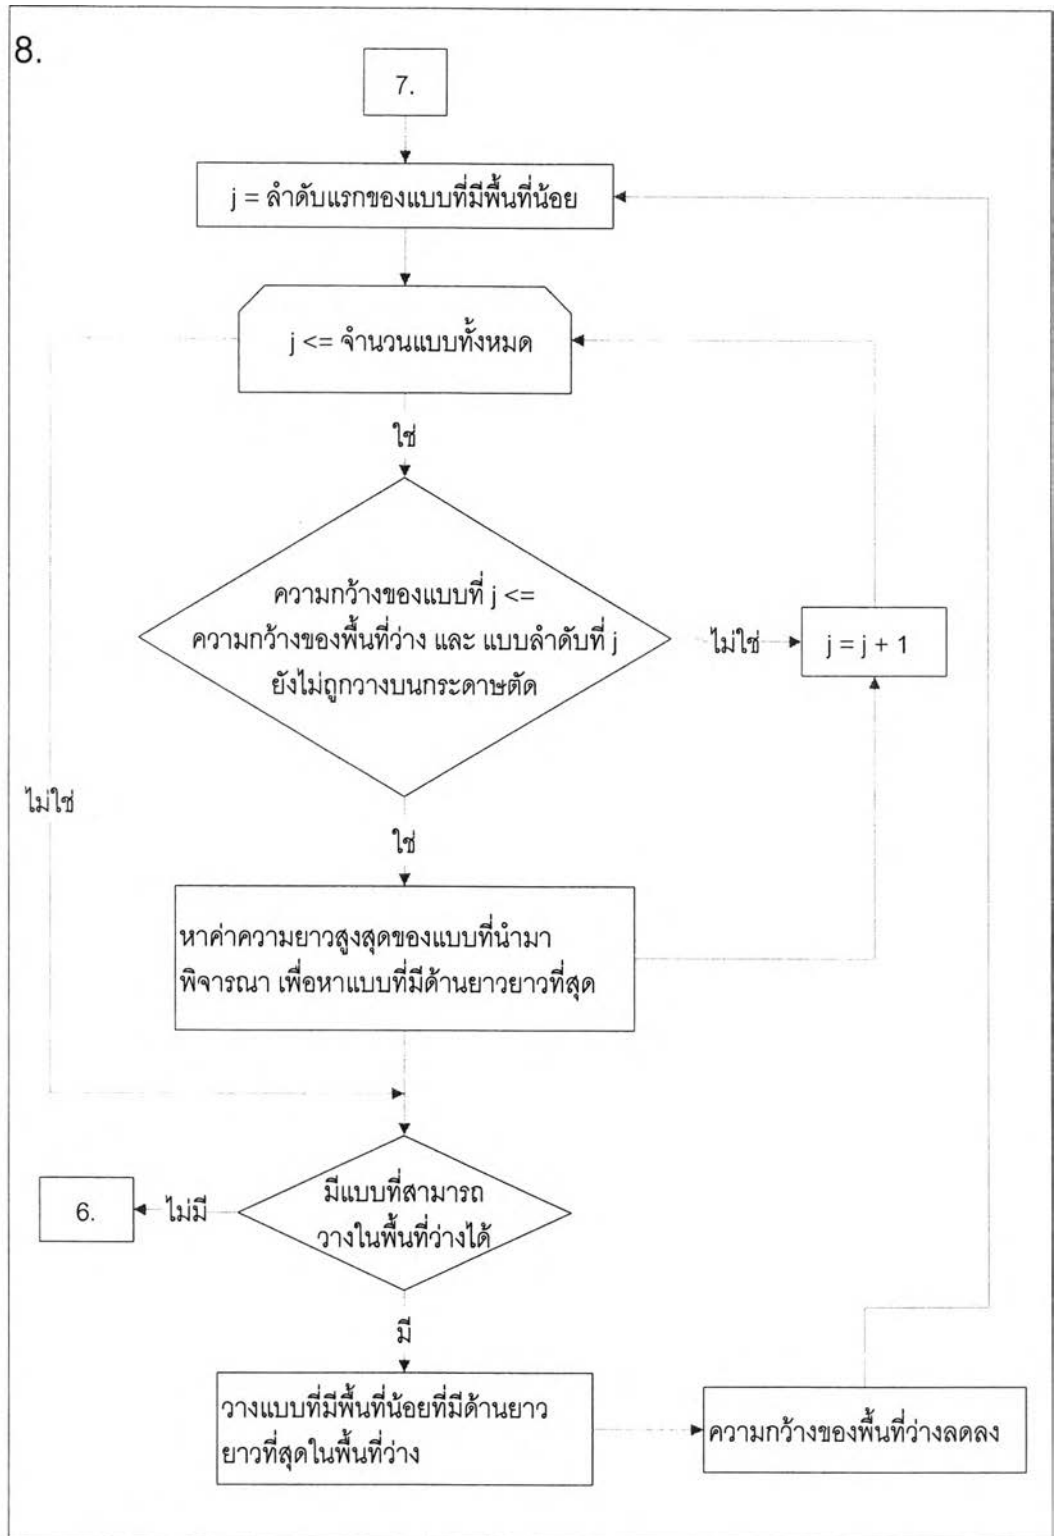 8.
7.
j = ลำดับแรกของแบบที่มีพื้นที่น้อย
j <= จำนวนแบบทั้งหมด
ใช่
ความกว้างของแบบที่ j <=
ความกว้างของพื้นที่ว่าง และ แบบลำดับที่ j
ยังไม่ถูกวางบนกระดาษตัด
ไม่ใช่
j = j + 1
ไม่ใช่
ใช่
หาค่าความยาวสูงสุดของแบบที่นำมา
พิจารณา เพื่อหาแบบที่มีด้านยาวยาวที่สุด
มีแบบที่สามารถ
วางในพื้นที่ว่างได้
ไม่มี
6.
มี
วางแบบที่มีพื้นที่น้อยที่มีด้านยาว
ยาวที่สุดในพื้นที่ว่าง
ความกว้างของพื้นที่ว่างลดลง